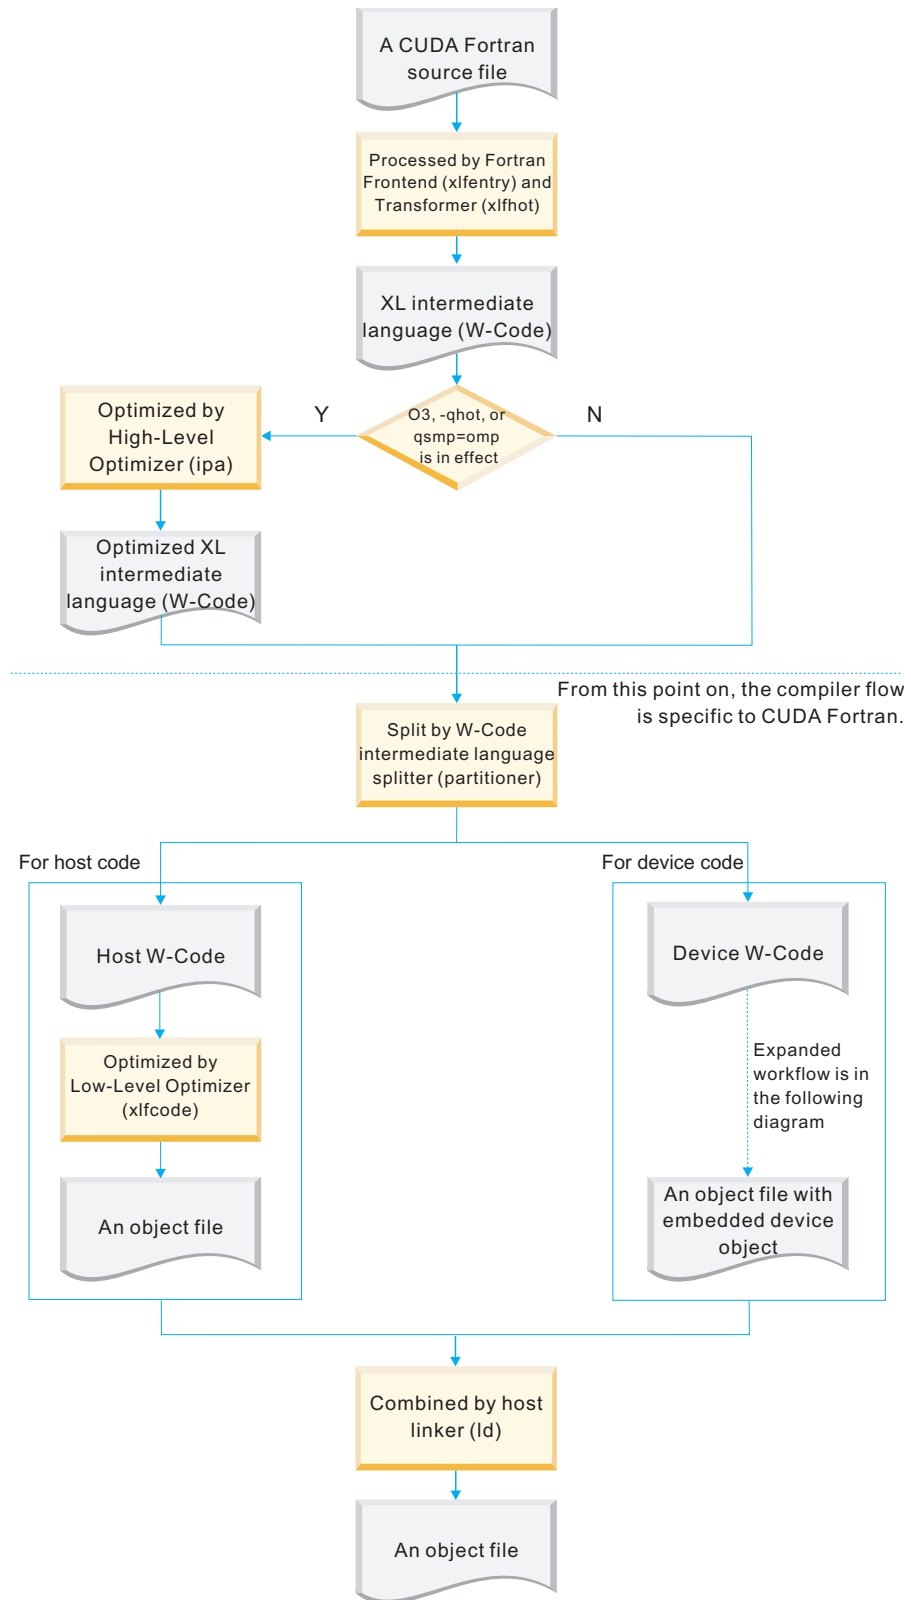 A CUDA Fortran
source file
Processed by Fortran
Frontend (xlfentry) and
Transformer (xlfhot)
XL intermediate
language (W-Code)
O3, -qhot, or
qsmp=omp
is in effect
Y
N
Optimized by
High-Level
Optimizer (ipa)
Optimized XL
intermediate
language (W-Code)
From this point on, the compiler flow
is specific to CUDA Fortran.
Split by W-Code
intermediate language
splitter (partitioner)
For host code
Host W-Code
Optimized by
Low-Level Optimizer
(xlfcode)
An object file
For device code
Device W-Code
Expanded
workflow is in
the following
diagram
An object file with
embedded device
object
Combined by host
linker (ld)
An object file